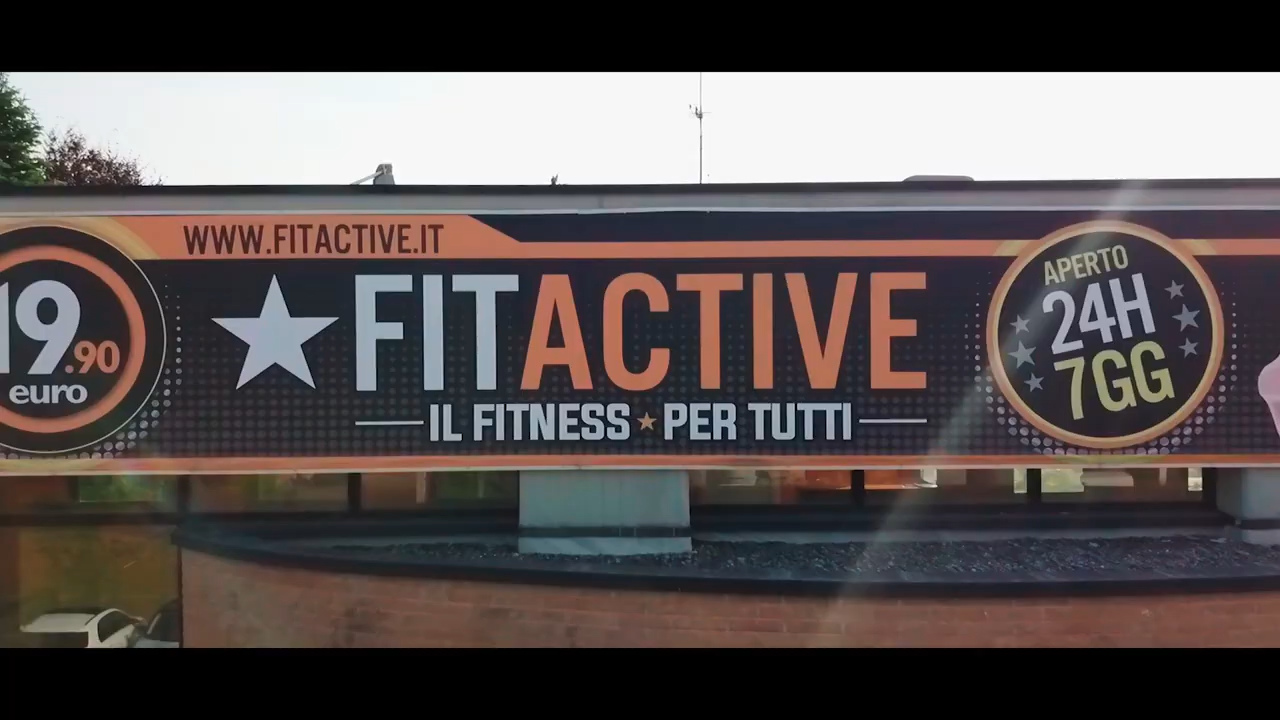 WWW.FITACTIVE.IT
19.90
euro
FITACTIVE
IL FITNESS PER TUTTI
APERTO
24H
7GG